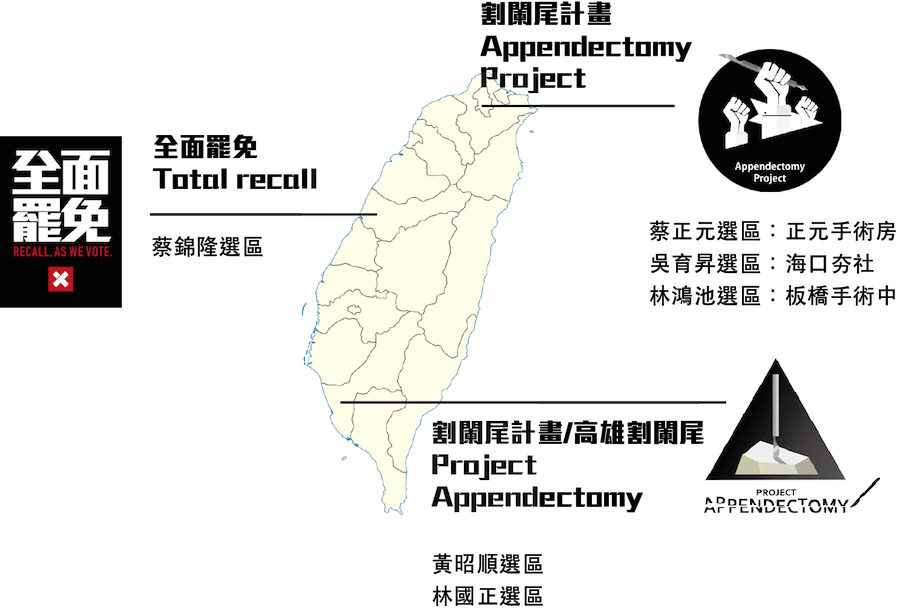 割闌尾計畫
Appendectomy
Project
Appendectomy
Project
全面罷免
RECALL, AS WE VOTE.
全面罷免
Total recall
蔡錦隆選區
蔡正元選區：正元手術房
吳育昇選區：海口夯社
林鴻池選區：板橋手術中
割闌尾計畫/高雄割闌尾
Project
Appendectomy
PROJECT
APPENDECTOMY
黃昭順選區
林國正選區